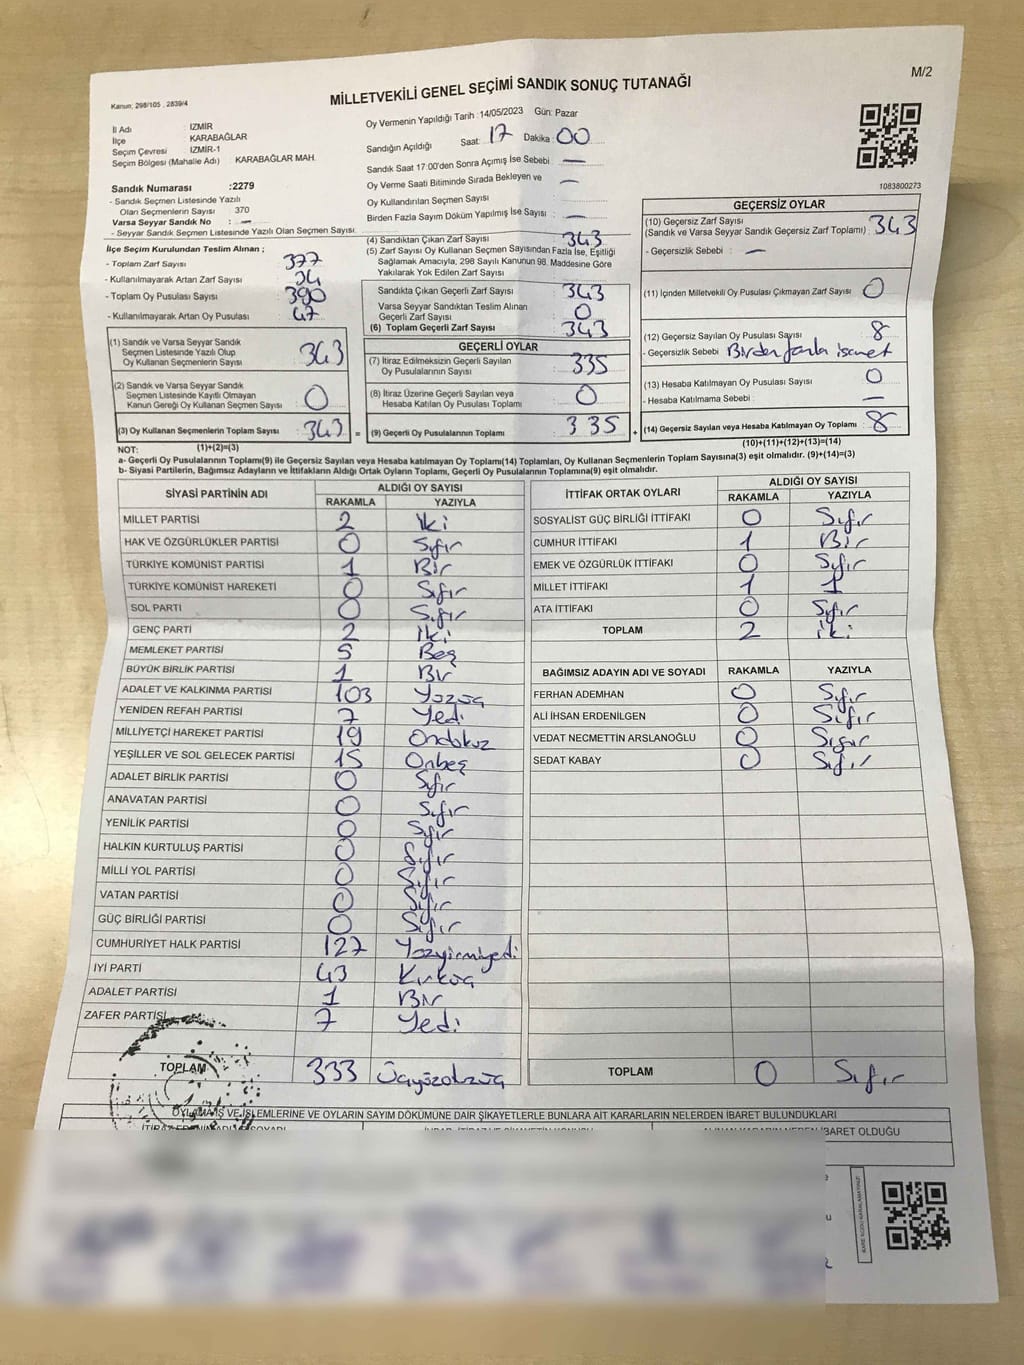 M/2
Kanun; 298/105 , 2839/4
MİLLETVEKİLİ GENEL SEÇİMİ SANDIK SONUÇ TUTANAĞI
İl Adı : İZMİR
İlçe : KARABAĞLAR
Seçim Çevresi : İZMİR-1
Seçim Bölgesi (Mahalle Adı) : KARABAĞLAR MAH.
Sandık Numarası :2279
- Sandık Seçmen Listesinde Yazılı
Olan Seçmenlerin Sayısı : 370
Varsa Seyyar Sandık No : —
- Seyyar Sandık Seçmen Listesinde Yazılı Olan Seçmen Sayısı
Oy Vermenin Yapıldığı Tarih :14/05/2023 Gün: Pazar
Sandığın Açıldığı Saat: 17 Dakika: 00
Sandık Saat 17:00'den Sonra Açımış İse Sebebi : —
Oy Verme Saati Bitiminde Sırada Bekleyen ve : —
Oy Kullandırılan Seçmen Sayısı
Birden Fazla Sayım Döküm Yapılmış İse Sayısı : —
1083800273
İlçe Seçim Kurulundan Teslim Alınan ;
- Toplam Zarf Sayısı : 377
- Kullanılmayarak Artan Zarf Sayısı : 34
- Toplam Oy Pusulası Sayısı : 390
- Kullanılmayarak Artan Oy Pusulası : 47
(1) Sandık ve Varsa Seyyar Sandık
Seçmen Listesinde Yazılı Olup
Oy Kullanan Seçmenlerin Sayısı : 343
(2) Sandık ve Varsa Seyyar Sandık
Seçmen Listesinde Kayıtlı Olmayan
Kanun Gereği Oy Kullanan Seçmen Sayısı : 0
(3) Oy Kullanan Seçmenlerin Toplam Sayısı : 343
(1)+(2)=(3)
(4) Sandıktan Çıkan Zarf Sayısı : 343
(5) Zarf Sayısı Oy Kullanan Seçmen Sayısından Fazla İse, Eşitliği
Sağlamak Amacıyla, 298 Sayılı Kanunun 98. Maddesine Göre
Yakılarak Yok Edilen Zarf Sayısı
Sandıkta Çıkan Geçerli Zarf Sayısı : 343
Varsa Seyyar Sandıktan Teslim Alınan
Geçerli Zarf Sayısı : 0
(6) Toplam Geçerli Zarf Sayısı : 343
GEÇERLİ OYLAR
(7) İtiraz Edilmeksizin Geçerli Sayılan
Oy Pusulalarının Sayısı : 335
(8) İtiraz Üzerine Geçerli Sayılan veya
Hesaba Katılan Oy Pusulası Toplamı : 0
= (9) Geçerli Oy Pusulalarının Toplamı : 335 +
GEÇERSİZ OYLAR
(10) Geçersiz Zarf Sayısı
(Sandık ve Varsa Seyyar Sandık Geçersiz Zarf Toplamı) : 343
- Geçersizlik Sebebi : —
(11) İçinden Milletvekili Oy Pusulası Çıkmayan Zarf Sayısı : 0
(12) Geçersiz Sayılan Oy Pusulası Sayısı : 8
- Geçersizlik Sebebi : Birden fazla işaret
(13) Hesaba Katılmayan Oy Pusulası Sayısı : 0
- Hesaba Katılmama Sebebi : —
(14) Geçersiz Sayılan veya Hesaba Katılmayan Oy Toplamı : 8
(10)+(11)+(12)+(13)=(14)
NOT:
a- Geçerli Oy Pusulasının Toplamı(9) ile Geçersiz Sayılan veya Hesaba katılmayan Oy Toplamı(14) Toplamları, Oy Kullanan Seçmenlerin Toplam Sayısına(3) eşit olmalıdır. (9)+(14)=(3)
b- Siyasi Partilerin, Bağımsız Adayların ve İttifakların Aldığı Ortak Oyların Toplamı, Geçerli Oy Pusulalarının Toplamına(9) eşit olmalıdır.
SİYASİ PARTİNİN ADI ALDIĞI OY SAYISI
RAKAMLA YAZIYLA
MİLLET PARTİSİ 2 iki
HAK VE ÖZGÜRLÜKLER PARTİSİ 0 Sıfır
TÜRKİYE KOMÜNİST PARTİSİ 1 Bir
TÜRKİYE KOMÜNİST HAREKETİ 0 Sıfır
SOL PARTİ 0 Sıfır
GENÇ PARTİ 2 iki
MEMLEKET PARTİSİ 5 Beş
BÜYÜK BİRLİK PARTİSİ 1 Bir
ADALET VE KALKINMA PARTİSİ 103 Yüzüç
YENİDEN REFAH PARTİSİ 7 Yedi
MİLLİYETÇİ HAREKET PARTİSİ 19 Ondokuz
YEŞİLLER VE SOL GELECEK PARTİSİ 15 Onbeş
ADALET BİRLİK PARTİSİ 0 Sıfır
ANAVATAN PARTİSİ 0 Sıfır
YENİLİK PARTİSİ 0 Sıfır
HALKIN KURTULUŞ PARTİSİ 0 Sıfır
MİLLİ YOL PARTİSİ 0 Sıfır
VATAN PARTİSİ 0 Sıfır
GÜÇ BİRLİĞİ PARTİSİ 0 Sıfır
CUMHURİYET HALK PARTİSİ 127 Yüzyirmiyedi
İYİ PARTİ 43 Kırküç
ADALET PARTİSİ 1 Bir
ZAFER PARTİSİ 7 Yedi
TOPLAM 333 Üçyüzotuzüç
İTTİFAK ORTAK OYLARI ALDIĞI OY SAYISI
RAKAMLA YAZIYLA
SOSYALİST GÜÇ BİRLİĞİ İTTİFAKI 0 Sıfır
CUMHUR İTTİFAKI 1 Bir
EMEK VE ÖZGÜRLÜK İTTİFAKI 0 Sıfır
MİLLET İTTİFAKI 1 1
ATA İTTİFAKI 0 Sıfır
TOPLAM 2 iki
BAĞIMSIZ ADAYIN ADI VE SOYADI RAKAMLA YAZIYLA
FERHAN ADEMHAN 0 Sıfır
ALİ İHSAN ERDENİLGEN 0 Sıfır
VEDAT NECMETTİN ARSLANOĞLU 0 Sıfır
SEDAT KABAY 0 Sıfır
TOPLAM 0 Sıfır
OYLAMA İŞ VE İŞLEMLERİNE VE OYLARIN SAYIM DÖKÜMÜNE DAİR ŞİKAYETLERLE BUNLARA AİT KARARLARIN NELERDEN İBARET BULUNDUKLARI
İBARET OLDUĞU